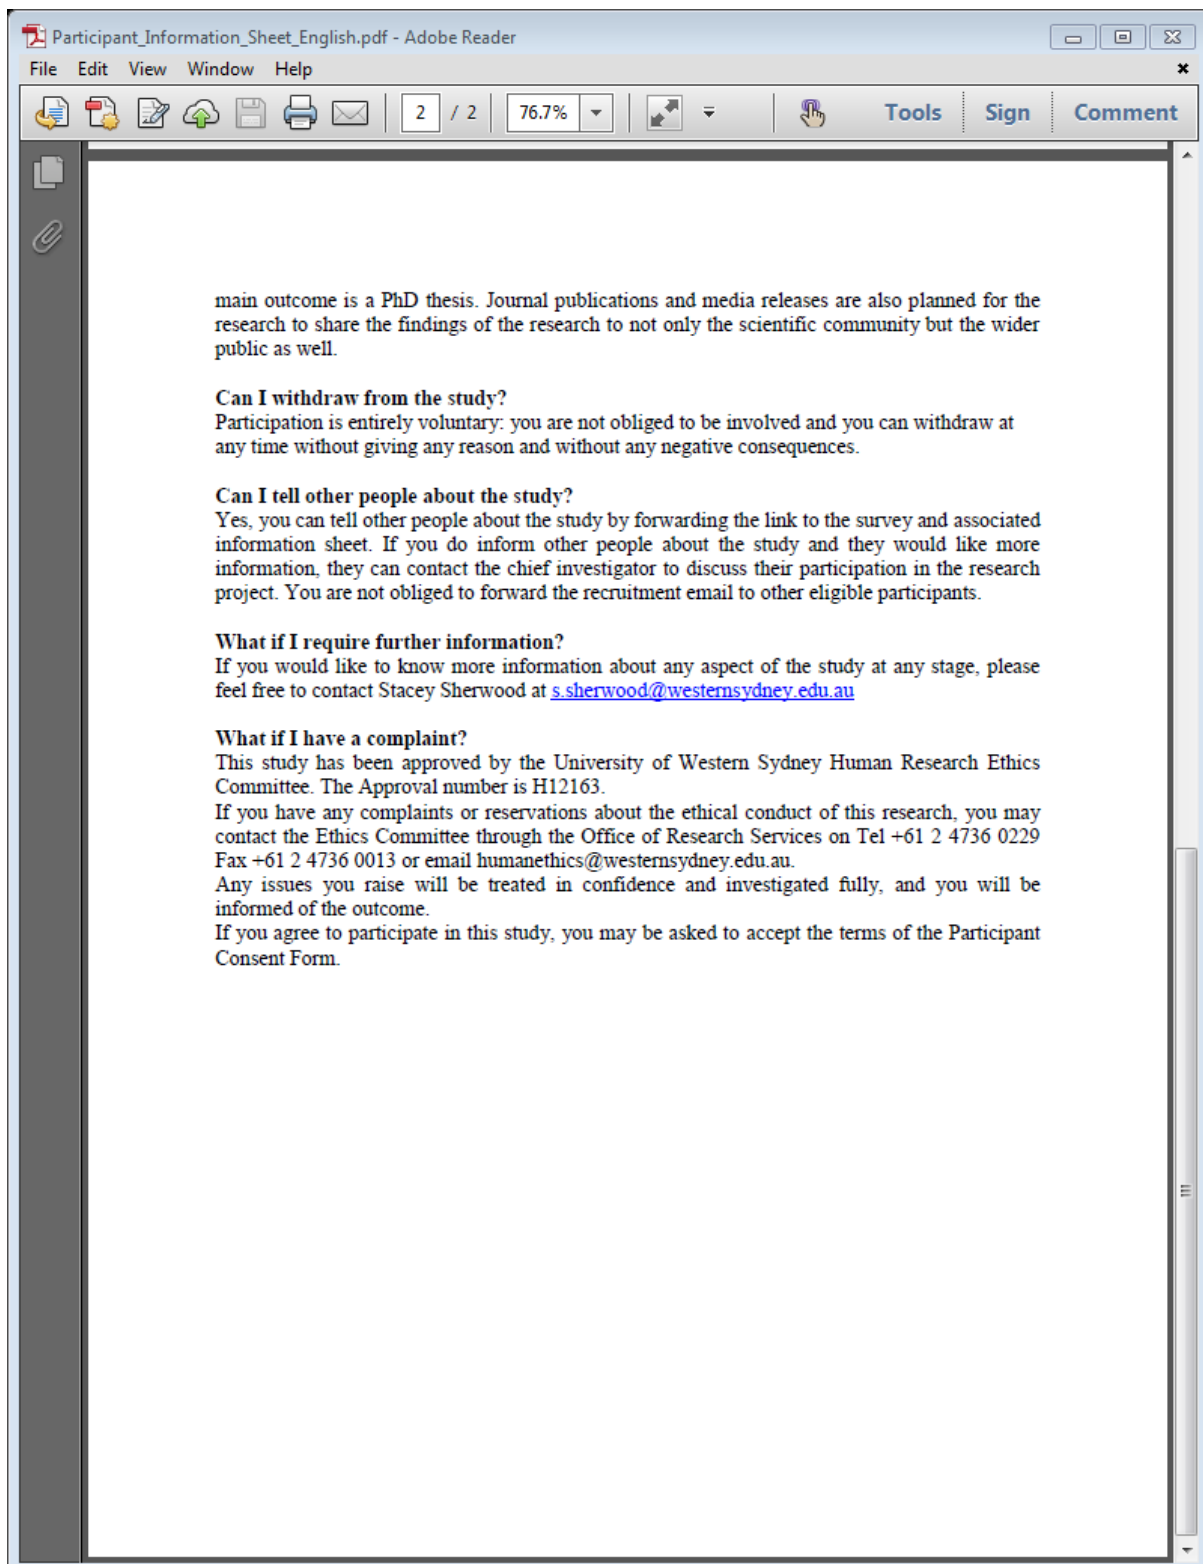 Participant_Information_Sheet_English.pdf - Adobe Reader
File Edit View Window Help
2 / 2 76.7% Tools Sign Comment
main outcome is a PhD thesis. Journal publications and media releases are also planned for the
research to share the findings of the research to not only the scientific community but the wider
public as well.
Can I withdraw from the study?
Participation is entirely voluntary: you are not obliged to be involved and you can withdraw at
any time without giving any reason and without any negative consequences.
Can I tell other people about the study?
Yes, you can tell other people about the study by forwarding the link to the survey and associated
information sheet. If you do inform other people about the study and they would like more
information, they can contact the chief investigator to discuss their participation in the research
project. You are not obliged to forward the recruitment email to other eligible participants.
What if I require further information?
If you would like to know more information about any aspect of the study at any stage, please
feel free to contact Stacey Sherwood at s.sherwood@westernsydney.edu.au
What if I have a complaint?
This study has been approved by the University of Western Sydney Human Research Ethics
Committee. The Approval number is H12163.
If you have any complaints or reservations about the ethical conduct of this research, you may
contact the Ethics Committee through the Office of Research Services on Tel +61 2 4736 0229
Fax +61 2 4736 0013 or email humanethics@westernsydney.edu.au.
Any issues you raise will be treated in confidence and investigated fully, and you will be
informed of the outcome.
If you agree to participate in this study, you may be asked to accept the terms of the Participant
Consent Form.